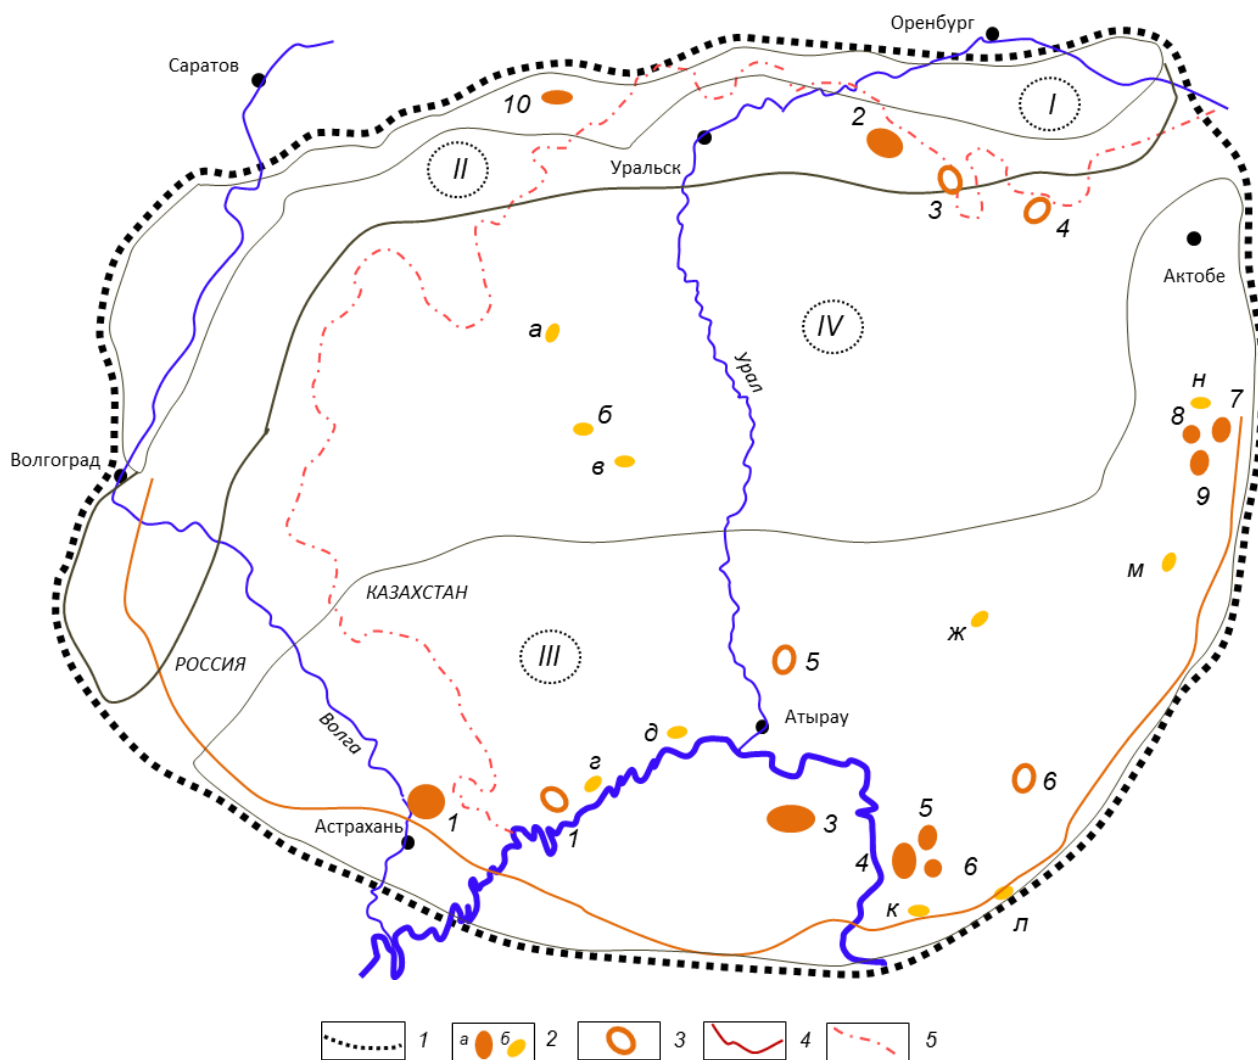 Оренбург
Саратов
I
10
2
II
Уральск
3
4
Актобе
IV
а
Урал
н
7
б
8
Волгоград
в
9
м
КАЗАХСТАН
ж
III
5
РОССИЯ
Атырау
Волга
д
г
6
1
3
5
Астрахань
1
4
6
к
л
1
а
б
2
3
4
5